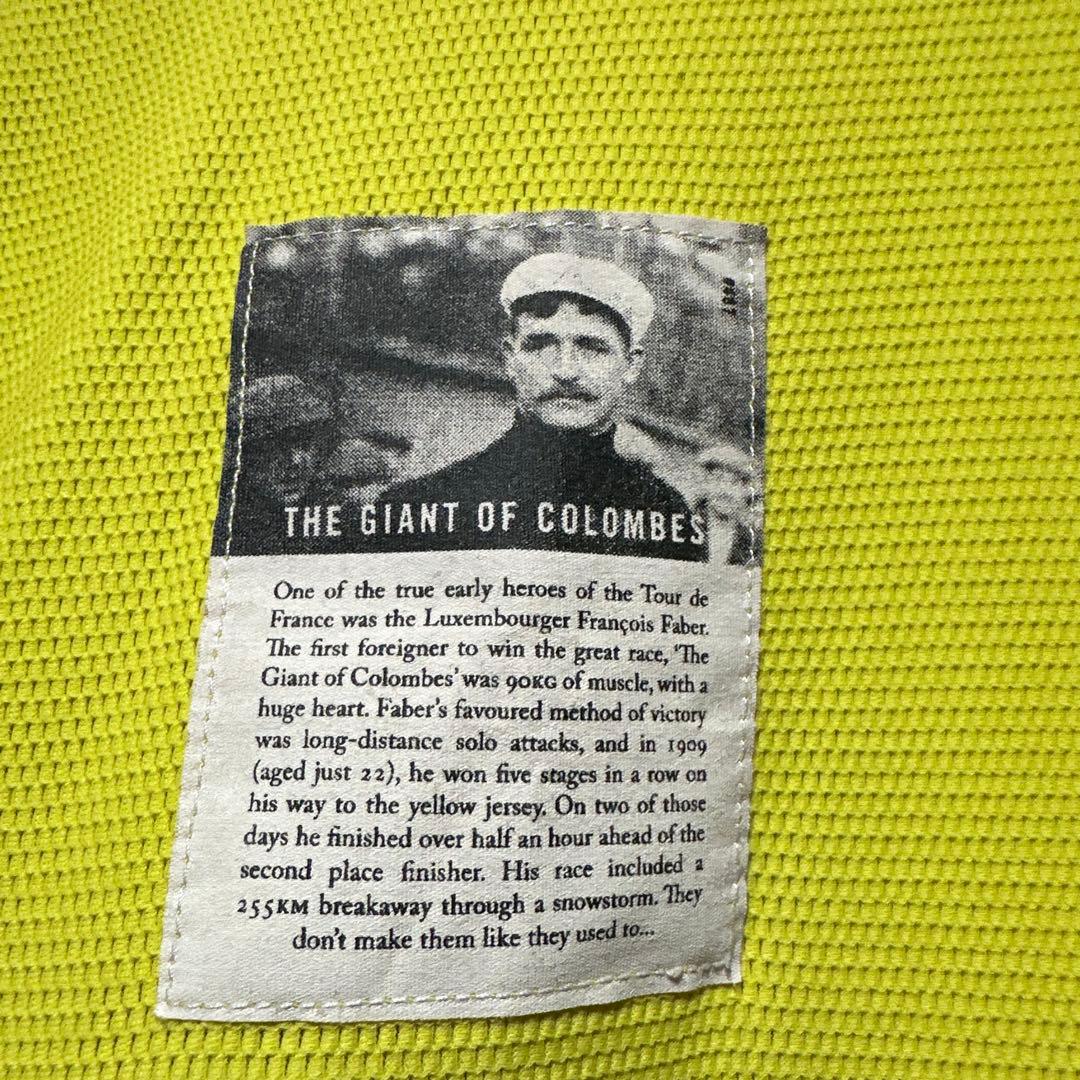 THE GIANT OF COLOMBES
One of the true early heroes of the Tour de
France was the Luxembourger François Faber.
The first foreigner to win the great race, 'The
Giant of Colombes' was 90KG of muscle, with a
huge heart. Faber's favoured method of victory
was long-distance solo attacks, and in 1909
(aged just 22), he won five stages in a row on
his way to the yellow jersey. On two of those
days he finished over half an hour ahead of the
second place finisher. His race included a
255KM breakaway through a snowstorm. They
don't make them like they used to...